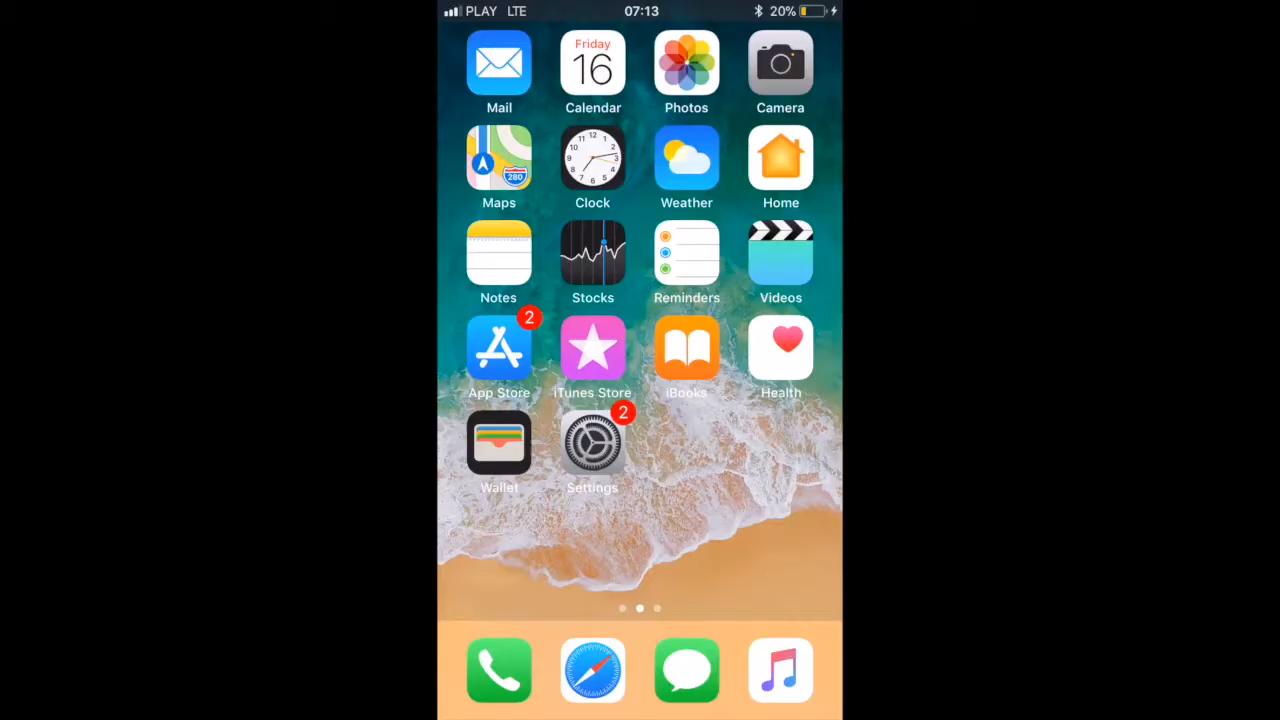 PLAY LTE 07:13 20%
Friday
16
Mail Calendar Photos Camera
280
Maps Clock Weather Home
Notes Stocks Reminders Videos
2
App Store iTunes Store iBooks Health
2
Wallet Settings